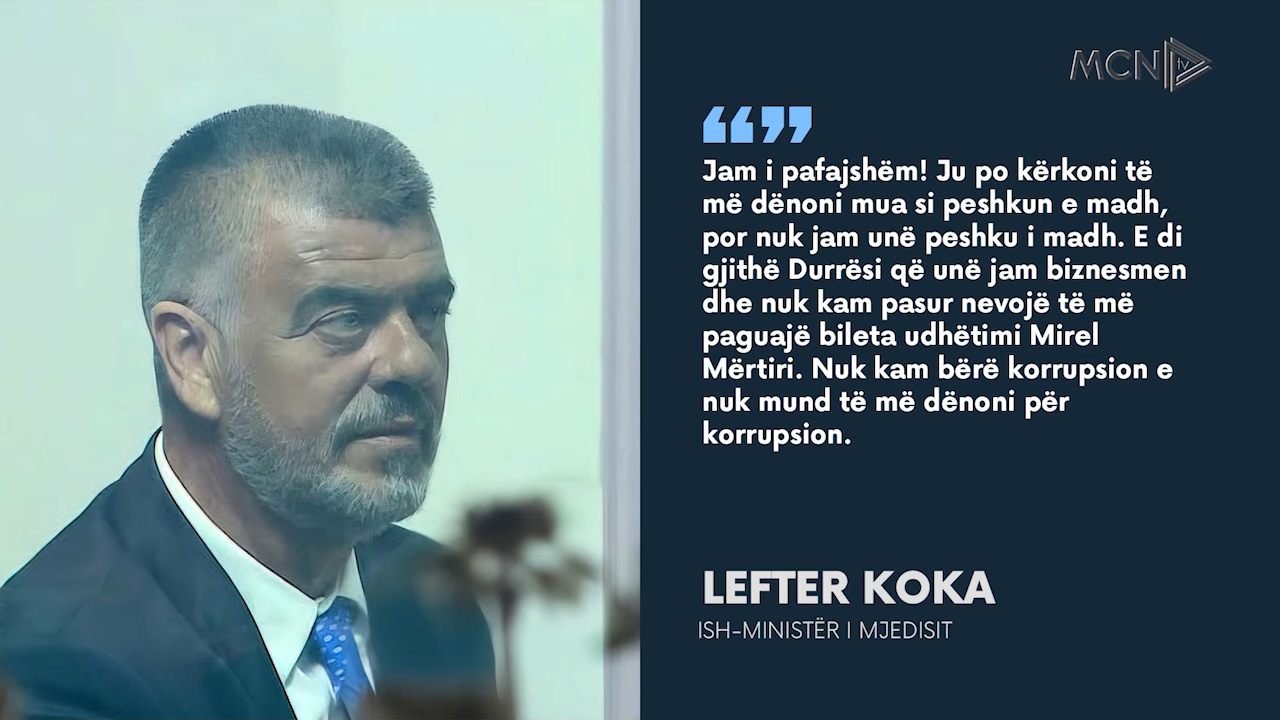 MCN tv
Jam i pafajshëm! Ju po kërkoni të
më dënoni mua si peshkun e madh,
por nuk jam unë peshku i madh. E di
gjithë Durrësi që unë jam biznesmen
dhe nuk kam pasur nevojë të më
paguajë bileta udhëtimi Mirel
Mërtiri. Nuk kam bërë korrupsion e
nuk mund të më dënoni për
korrupsion.
LEFTER KOKA
ISH-MINISTËR I MJEDISIT